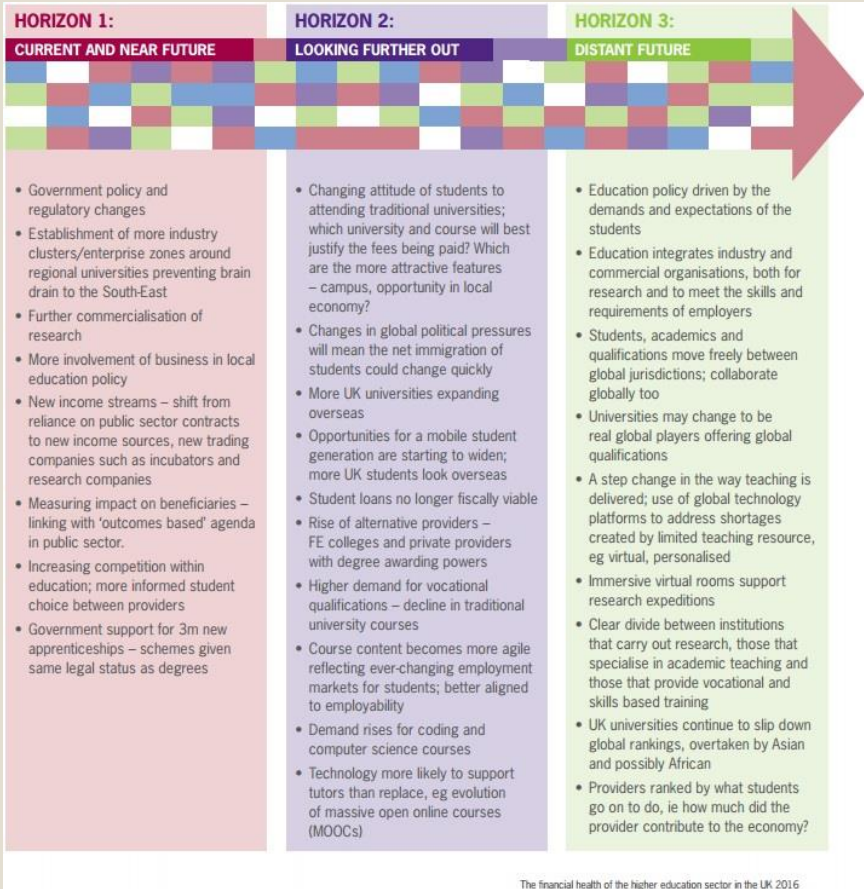 HORIZON 1:
CURRENT AND NEAR FUTURE
• Government policy and
regulatory changes
• Establishment of more industry
clusters/enterprise zones around
regional universities preventing brain
drain to the South-East
• Further commercialisation of
research
• More involvement of business in local
education policy
• New income streams – shift from
reliance on public sector contracts
to new income sources, new trading
companies such as incubators and
research companies
• Measuring impact on beneficiaries –
linking with ‘outcomes based’ agenda
in public sector.
• Increasing competition within
education; more informed student
choice between providers
• Government support for 3m new
apprenticeships – schemes given
same legal status as degrees
HORIZON 2:
LOOKING FURTHER OUT
• Changing attitude of students to
attending traditional universities;
which university and course will best
justify the fees being paid? Which
are the more attractive features
– campus, opportunity in local
economy?
• Changes in global political pressures
will mean the net immigration of
students could change quickly
• More UK universities expanding
overseas
• Opportunities for a mobile student
generation are starting to widen;
more UK students look overseas
• Student loans no longer fiscally viable
• Rise of alternative providers –
FE colleges and private providers
with degree awarding powers
• Higher demand for vocational
qualifications – decline in traditional
university courses
• Course content becomes more agile
reflecting ever-changing employment
markets for students; better aligned
to employability
• Demand rises for coding and
computer science courses
• Technology more likely to support
tutors than replace, eg evolution
of massive open online courses
(MOOCs)
HORIZON 3:
DISTANT FUTURE
• Education policy driven by the
demands and expectations of the
students
• Education integrates industry and
commercial organisations, both for
research and to meet the skills and
requirements of employers
• Students, academics and
qualifications move freely between
global jurisdictions; collaborate
globally too
• Universities may change to be
real global players offering global
qualifications
• A step change in the way teaching is
delivered; use of global technology
platforms to address shortages
created by limited teaching resource,
eg virtual, personalised
• Immersive virtual rooms support
research expeditions
• Clear divide between institutions
that carry out research, those that
specialise in academic teaching and
those that provide vocational and
skills based training
• UK universities continue to slip down
global rankings, overtaken by Asian
and possibly African
• Providers ranked by what students
go on to do, ie how much did the
provider contribute to the economy?
The financial health of the higher education sector in the UK 2016